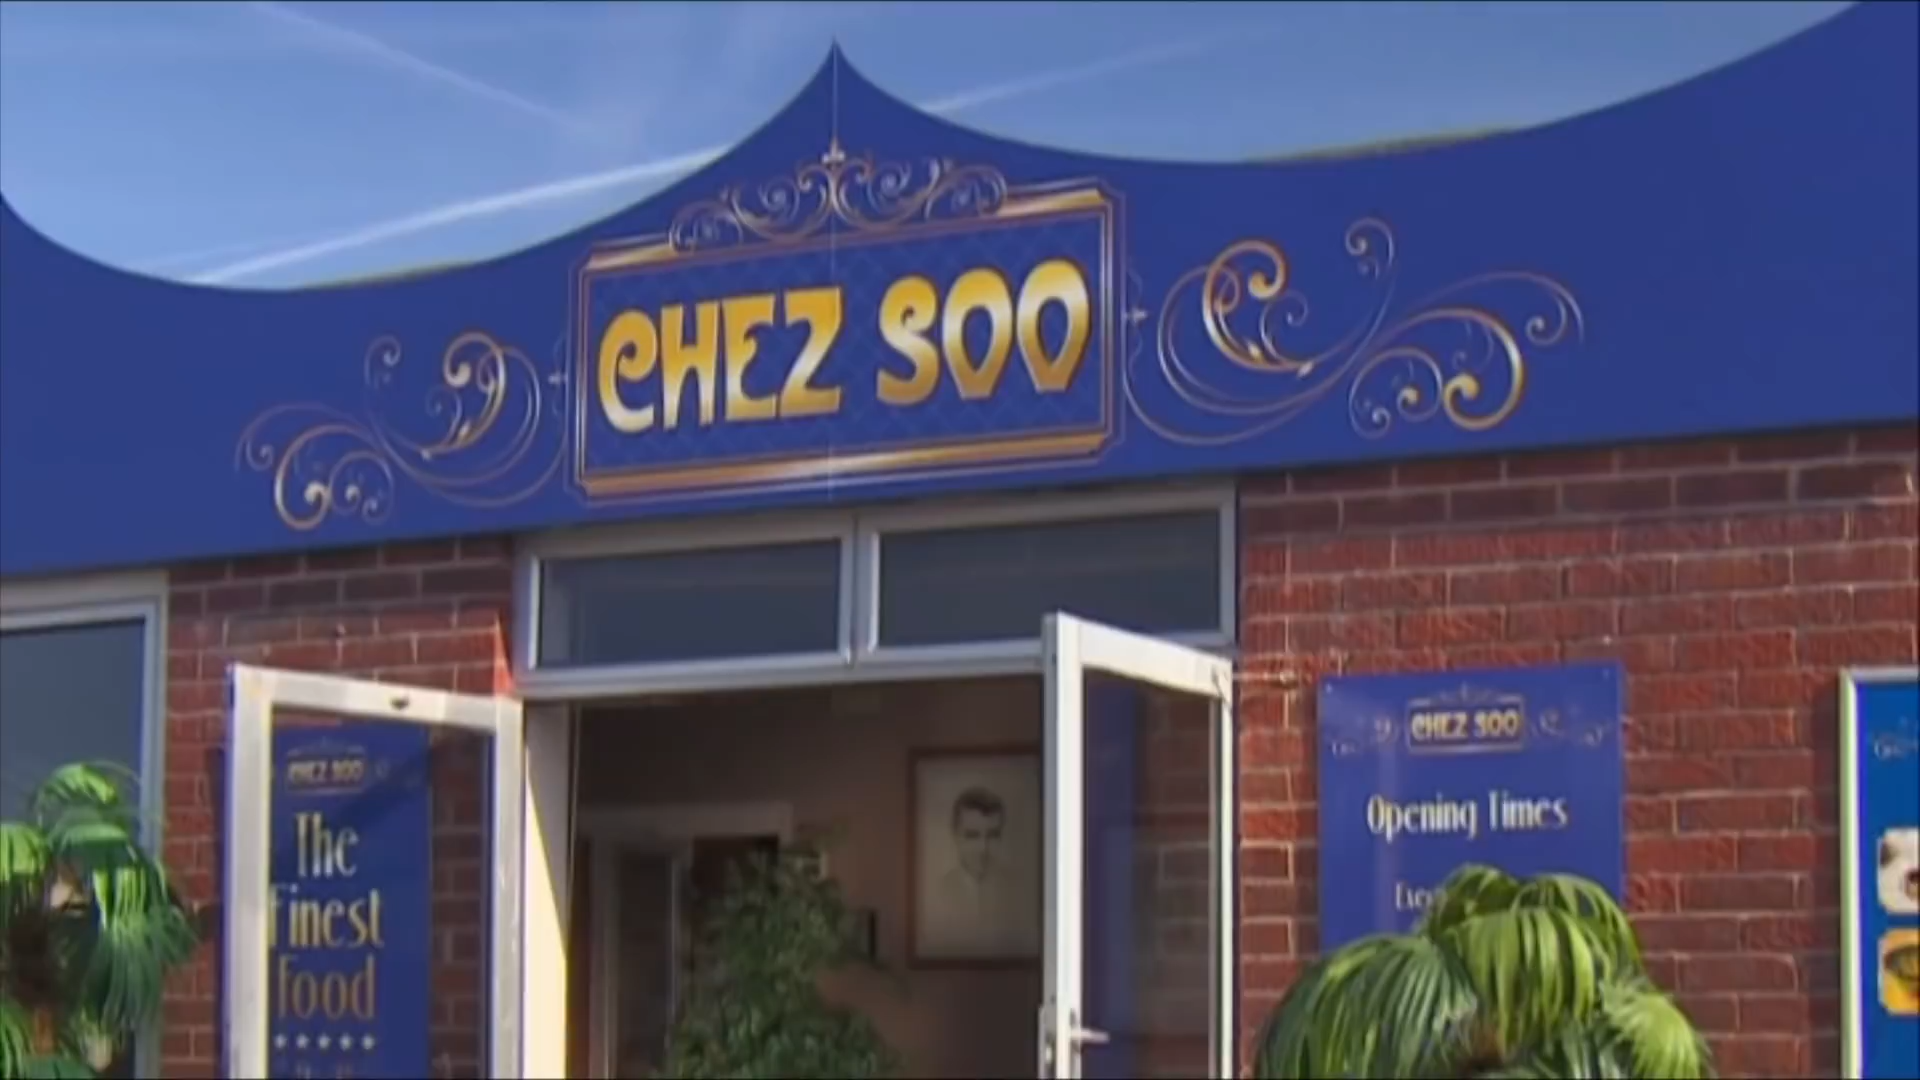 CHEZ SOO
CHEZ SOO
The
Finest
Food
CHEZ SOO
Opening Times